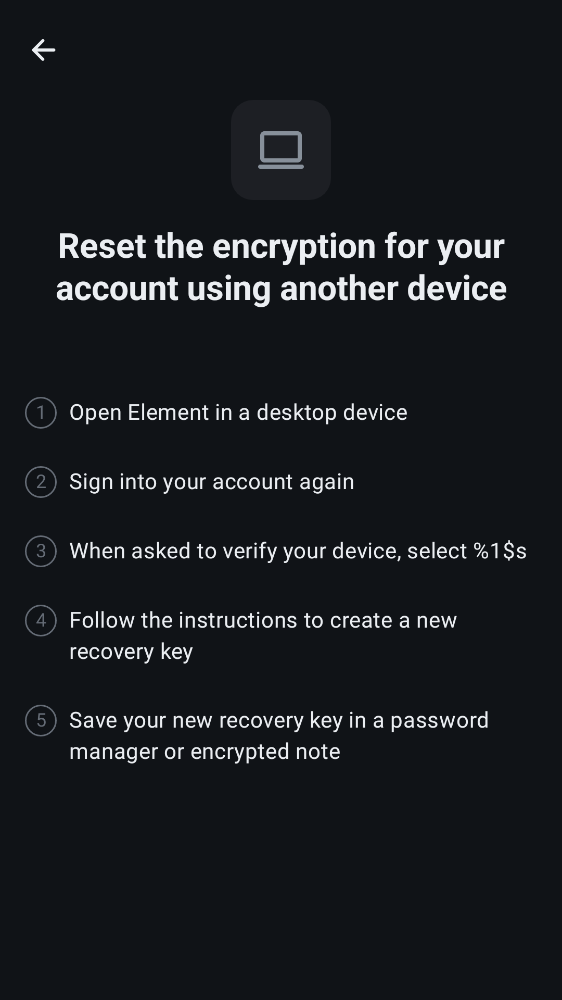 Reset the encryption for your
account using another device
1 Open Element in a desktop device
2 Sign into your account again
3 When asked to verify your device, select %1$s
4 Follow the instructions to create a new
recovery key
5 Save your new recovery key in a password
manager or encrypted note